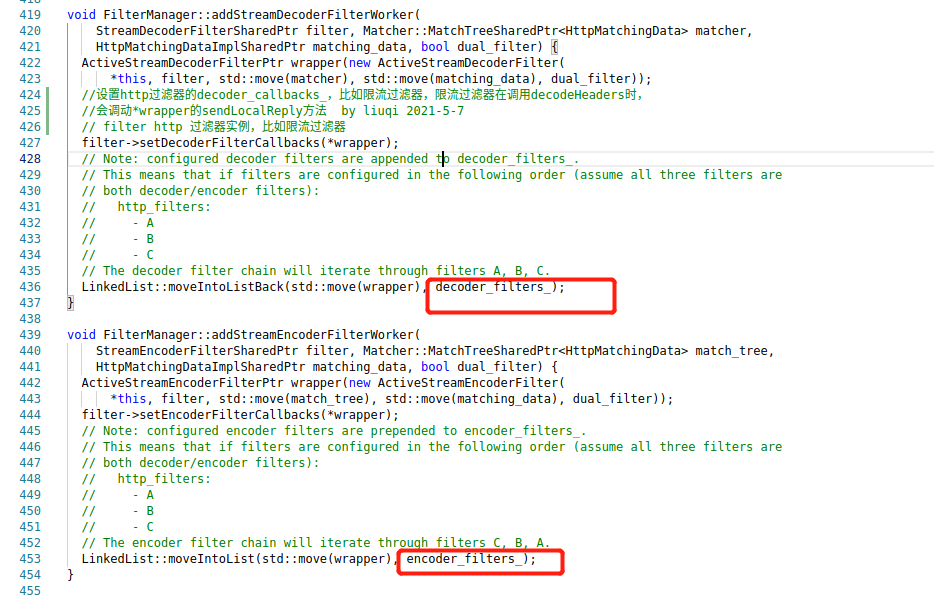 419 void FilterManager::addStreamDecoderFilterWorker(
420 StreamDecoderFilterSharedPtr filter, Matcher::MatchTreeSharedPtr<HttpMatchingData> matcher,
421 HttpMatchingDataImplSharedPtr matching_data, bool dual_filter) {
422 ActiveStreamDecoderFilterPtr wrapper(new ActiveStreamDecoderFilter(
423 *this, filter, std::move(matcher), std::move(matching_data), dual_filter));
424 //设置http过滤器的decoder_callbacks_，比如限流过滤器，限流过滤器在调用decodeHeaders时，
425 //会调动*wrapper的sendLocalReply方法  by liuqi 2021-5-7
426 // filter http 过滤器实例，比如限流过滤器
427 filter->setDecoderFilterCallbacks(*wrapper);
428 // Note: configured decoder filters are appended to decoder_filters_.
429 // This means that if filters are configured in the following order (assume all three filters are
430 // both decoder/encoder filters):
431 //   http_filters:
432 //     - A
433 //     - B
434 //     - C
435 // The decoder filter chain will iterate through filters A, B, C.
436 LinkedList::moveIntoListBack(std::move(wrapper), decoder_filters_);
437 }
438
439 void FilterManager::addStreamEncoderFilterWorker(
440 StreamEncoderFilterSharedPtr filter, Matcher::MatchTreeSharedPtr<HttpMatchingData> match_tree,
441 HttpMatchingDataImplSharedPtr matching_data, bool dual_filter) {
442 ActiveStreamEncoderFilterPtr wrapper(new ActiveStreamEncoderFilter(
443 *this, filter, std::move(match_tree), std::move(matching_data), dual_filter));
444 filter->setEncoderFilterCallbacks(*wrapper);
445 // Note: configured encoder filters are prepended to encoder_filters_.
446 // This means that if filters are configured in the following order (assume all three filters are
447 // both decoder/encoder filters):
448 //   http_filters:
449 //     - A
450 //     - B
451 //     - C
452 // The encoder filter chain will iterate through filters C, B, A.
453 LinkedList::moveIntoList(std::move(wrapper), encoder_filters_);
454 }
455